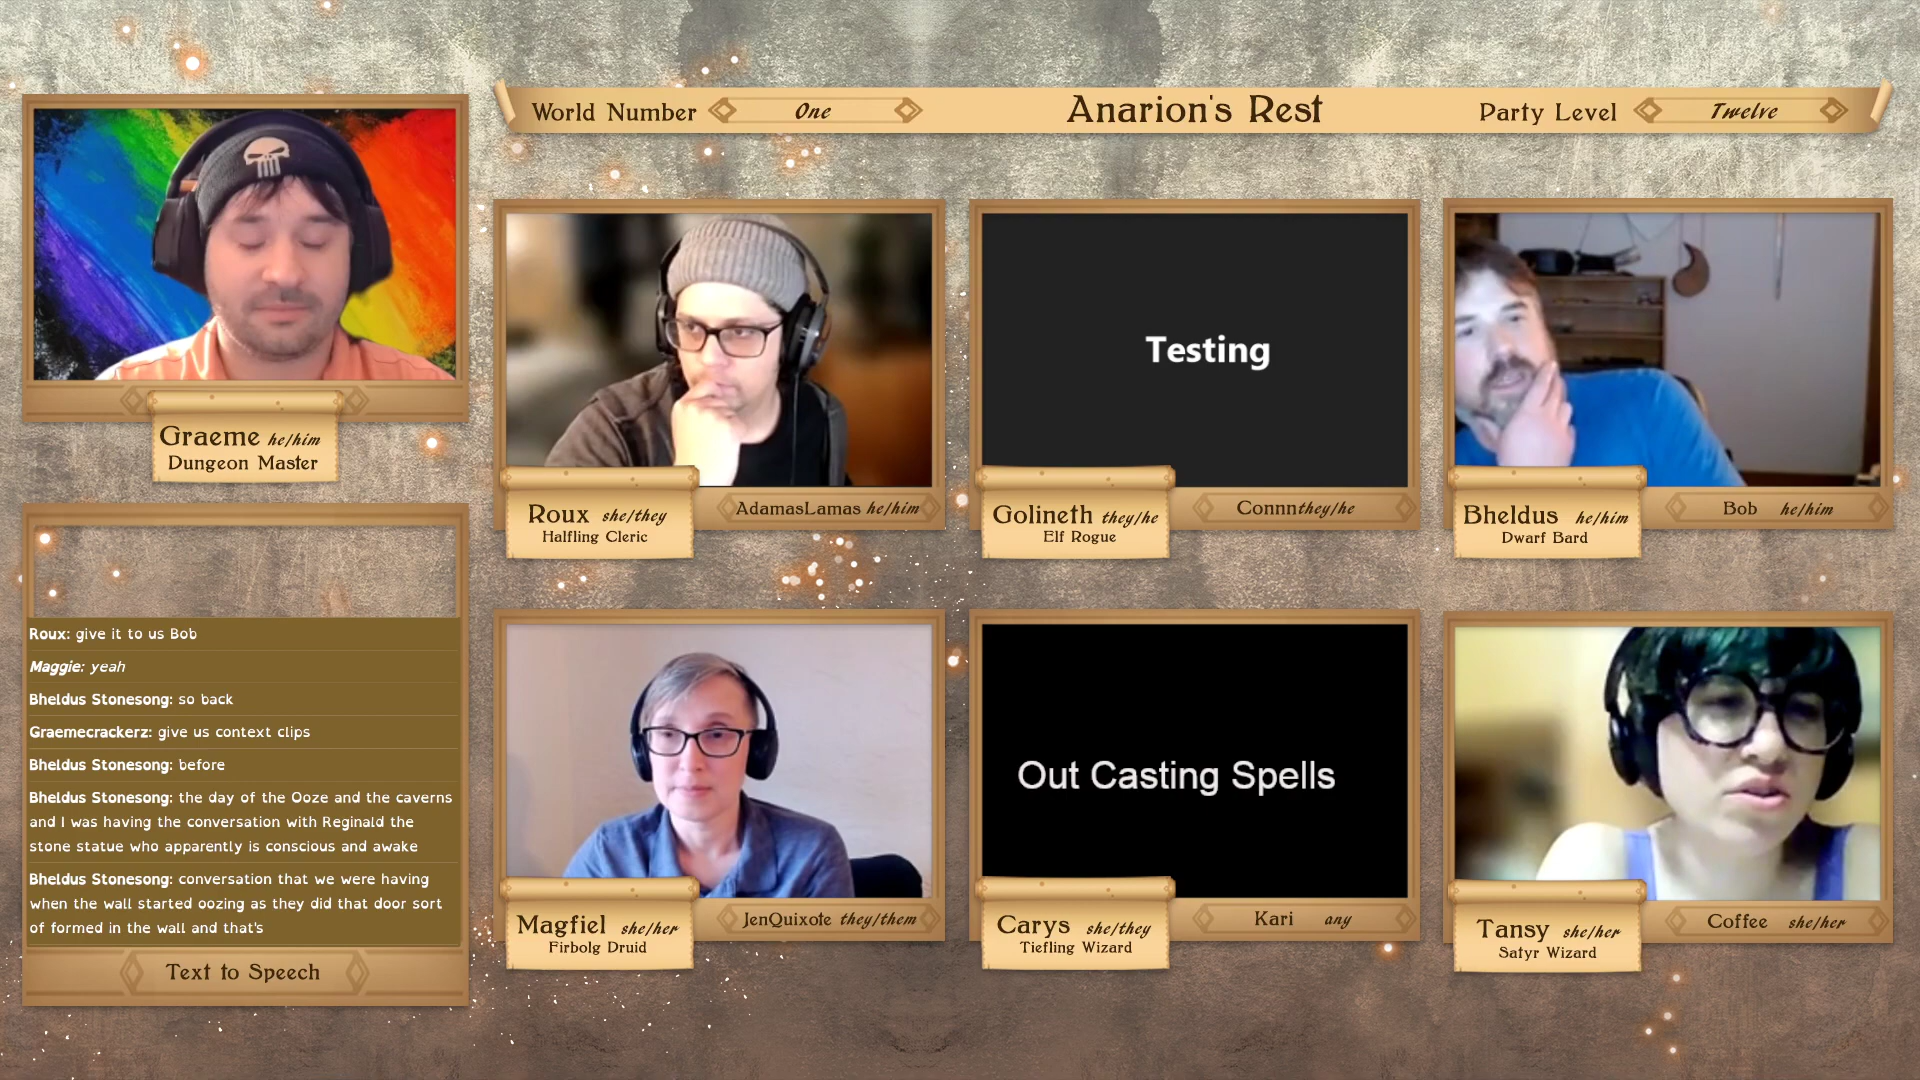 World Number One Anarion's Rest Party Level Twelve
Graeme he/him
Dungeon Master
Roux she/they
Halfling Cleric
AdamasLamas he/him
Testing
Golineth they/he
Elf Rogue
Connnthey/he
Bheldus he/him
Dwarf Bard
Bob he/him
Roux: give it to us Bob
Maggie: yeah
Bheldus Stonesong: so back
Graemecrackerz: give us context clips
Bheldus Stonesong: before
Bheldus Stonesong: the day of the Ooze and the caverns
and I was having the conversation with Reginald the
stone statue who apparently is conscious and awake
Bheldus Stonesong: conversation that we were having
when the wall started oozing as they did that door sort
of formed in the wall and that's
Text to Speech
Magfiel she/her
Firbolg Druid
JenQuixote they/them
Out Casting Spells
Carys she/they
Tiefling Wizard
Kari any
Tansy she/her
Satyr Wizard
Coffee she/her